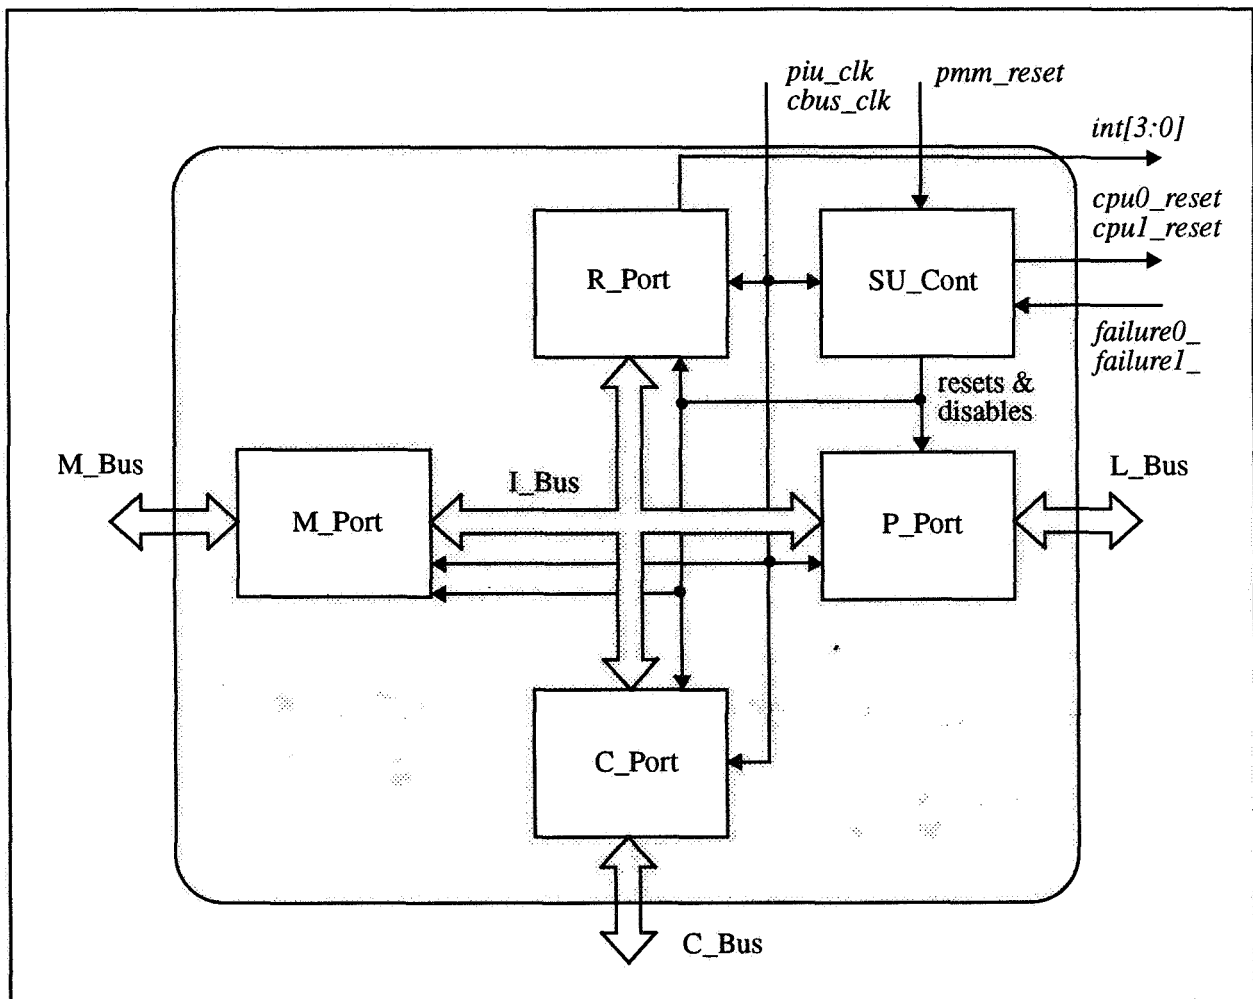 piu_clk
cbus_clk
pmm_reset
int[3:0]
cpu0_reset
cpu1_reset
R_Port
SU_Cont
failure0_
failure1_
resets &
disables
M_Bus
I_Bus
L_Bus
M_Port
P_Port
C_Port
C_Bus